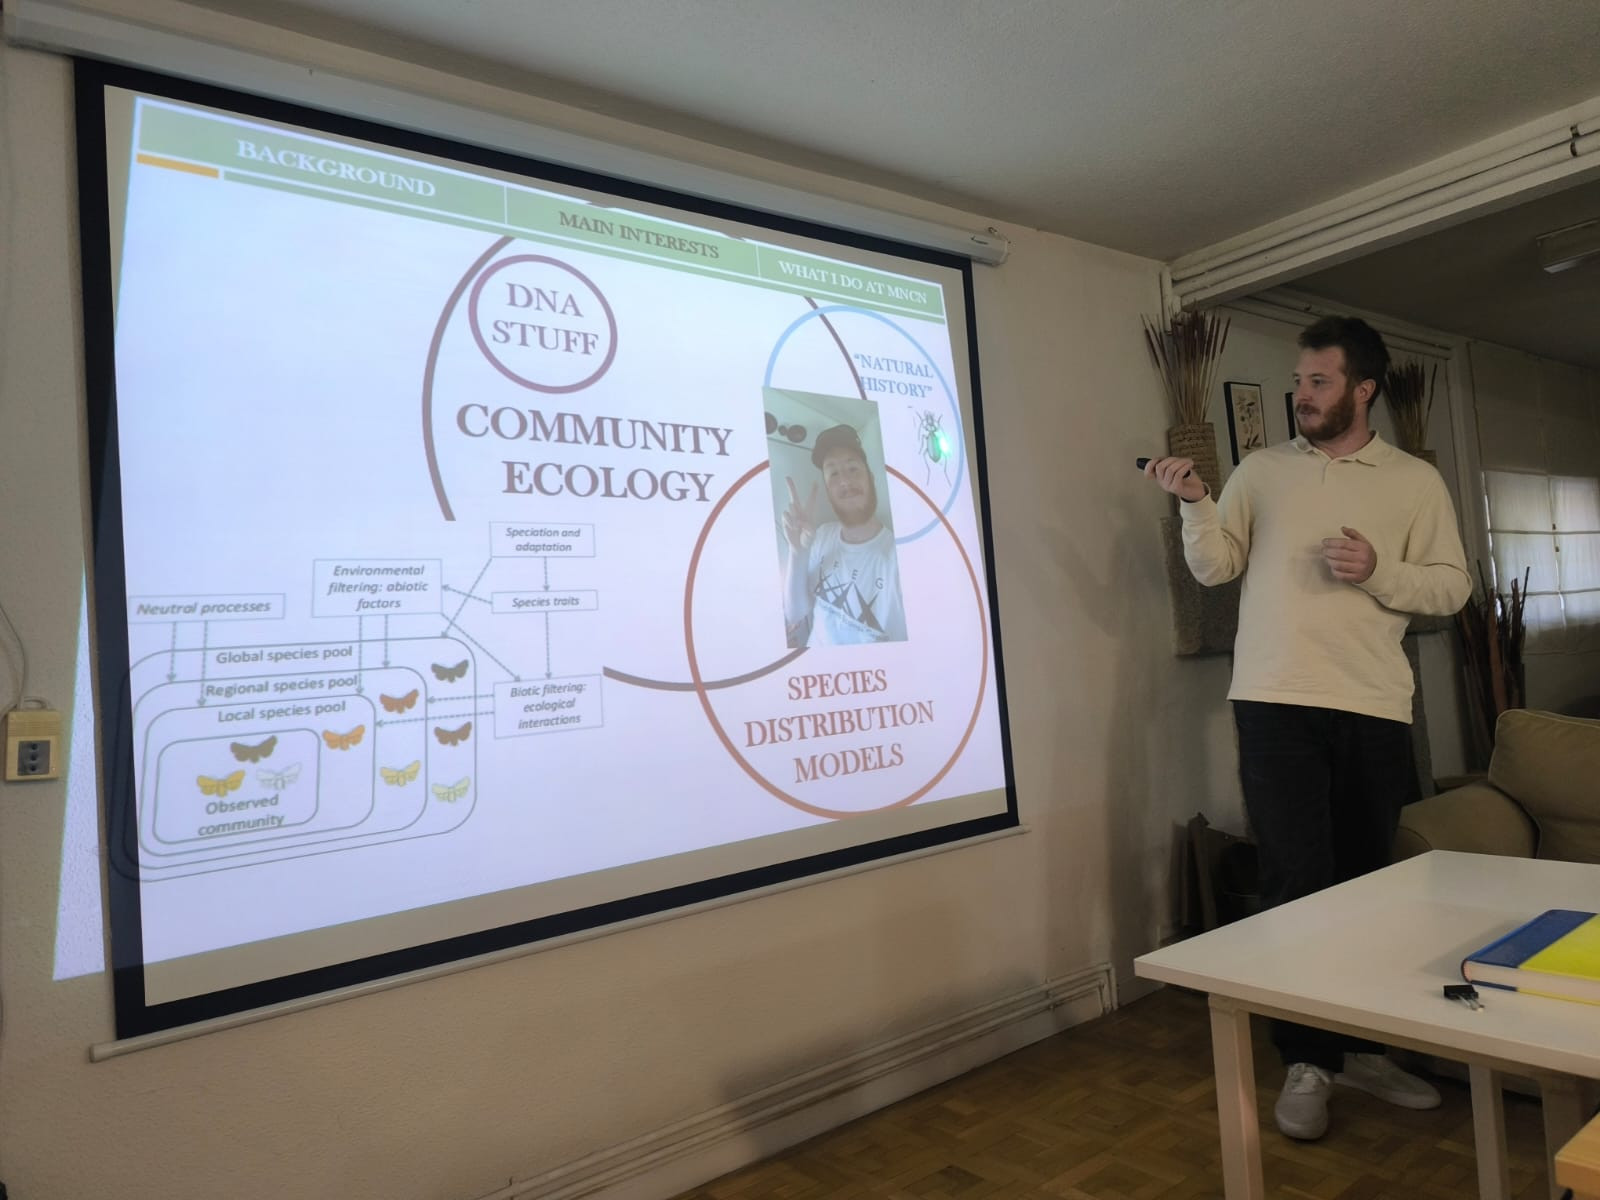 BACKGROUND
MAIN INTERESTS
WHAT I DO AT MNCN
DNA
STUFF
"NATURAL
HISTORY"
COMMUNITY
ECOLOGY
F E G
SPECIES
DISTRIBUTION
MODELS
Speciation and
adaptation
Environmental
filtering: abiotic
factors
Species traits
Neutral processes
Global species pool
Regional species pool
Local species pool
Biotic filtering:
ecological
interactions
Observed
community